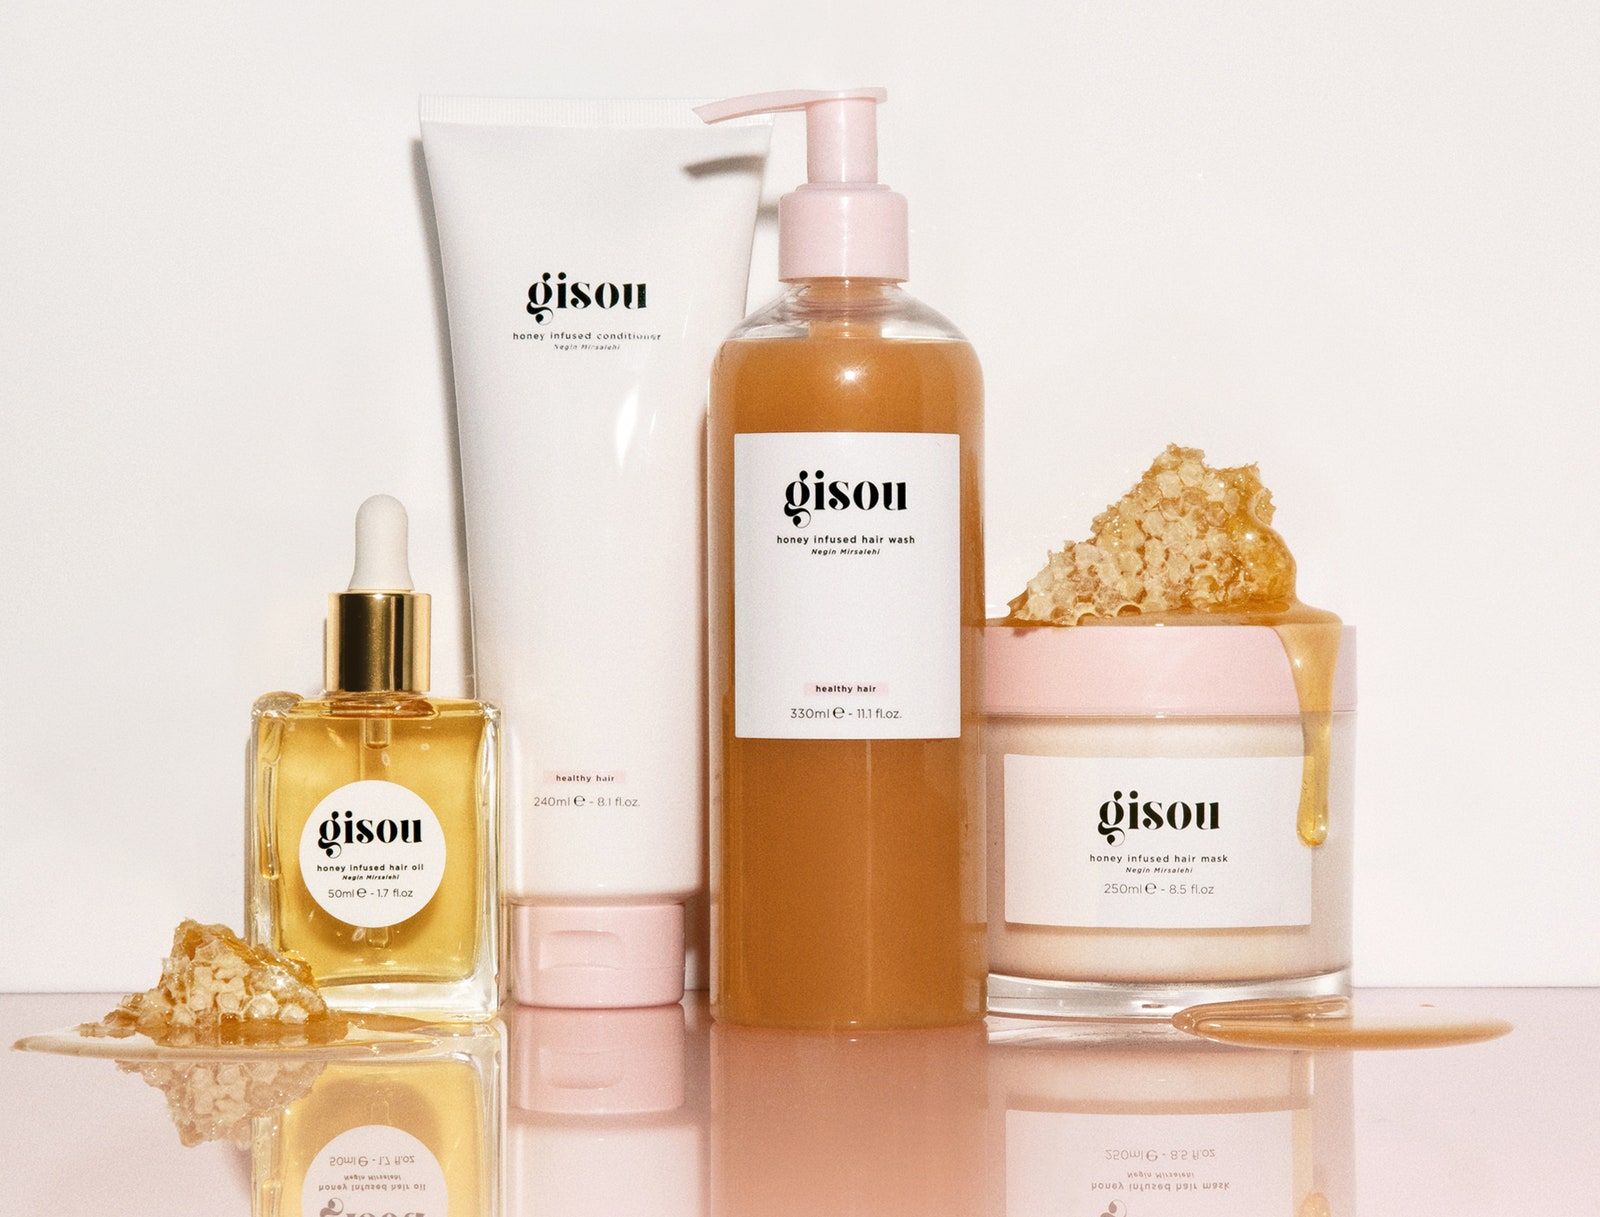 gisou
honey infused conditioner
Negin Mirsalehi
healthy hair
240ml ℮ - 8.1 fl.oz.
gisou
honey infused hair wash
Negin Mirsalehi
healthy hair
330ml ℮ - 11.1 fl.oz.
gisou
honey infused hair oil
Negin Mirsalehi
50ml ℮ - 1.7 fl.oz
gisou
honey infused hair mask
Negin Mirsalehi
250ml ℮ - 8.5 fl.oz